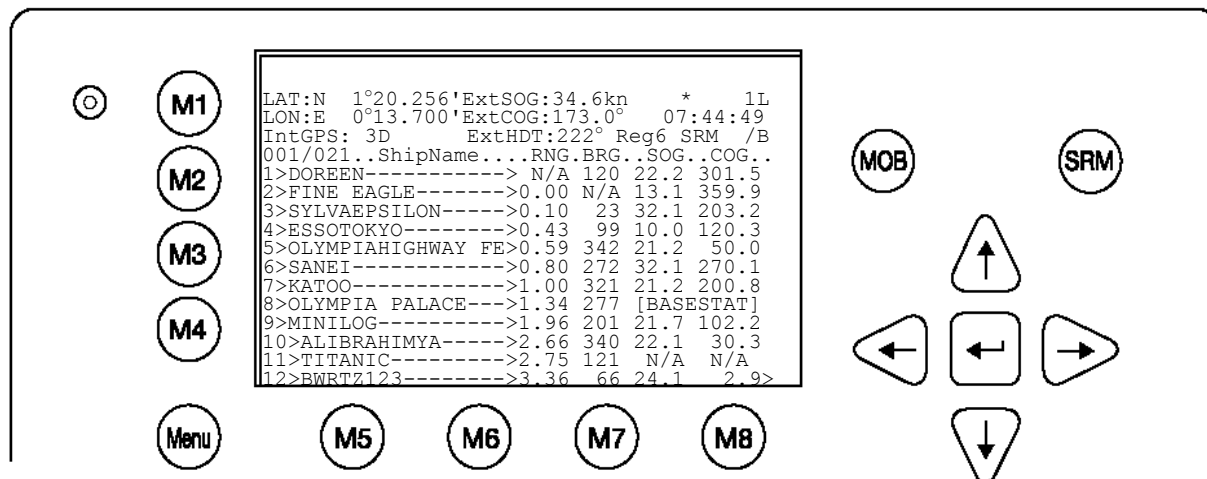 LAT:N  1°20.256'ExtSOG:34.6kn    *   1L
LON:E  0°13.700'ExtCOG:173.0°   07:44:49
IntGPS: 3D    ExtHDT:222° Reg6 SRM  /B
001/021..ShipName....RNG.BRG..SOG..COG..
1>DOREEN-----------> N/A 120 22.2 301.5
2>FINE EAGLE------->0.00 N/A 13.1 359.9
3>SYLVAEPSILON----->0.10  23 32.1 203.2
4>ESSOTOKYO-------->0.43  99 10.0 120.3
5>OLYMPIAHIGHWAY FE>0.59 342 21.2  50.0
6>SANEI------------>0.80 272 32.1 270.1
7>KATOO------------>1.00 321 21.2 200.8
8>OLYMPIA PALACE--->1.34 277 [BASESTAT]
9>MINILOG---------->1.96 201 21.7 102.2
10>ALIBRAHIMYA----->2.66 340 22.1  30.3
11>TITANIC--------->2.75 121  N/A  N/A
12>BWRTZ123-------->3.36  66 24.1   2.9>
M1
M2
M3
M4
Menu
M5
M6
M7
M8
MOB
SRM